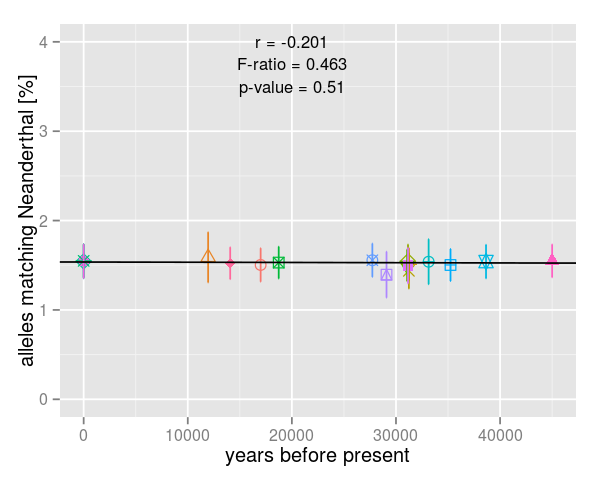 r = -0.201
F-ratio = 0.463
p-value = 0.51
alleles matching Neanderthal [%]
4
3
2
1
0
0 10000 20000 30000 40000
years before present